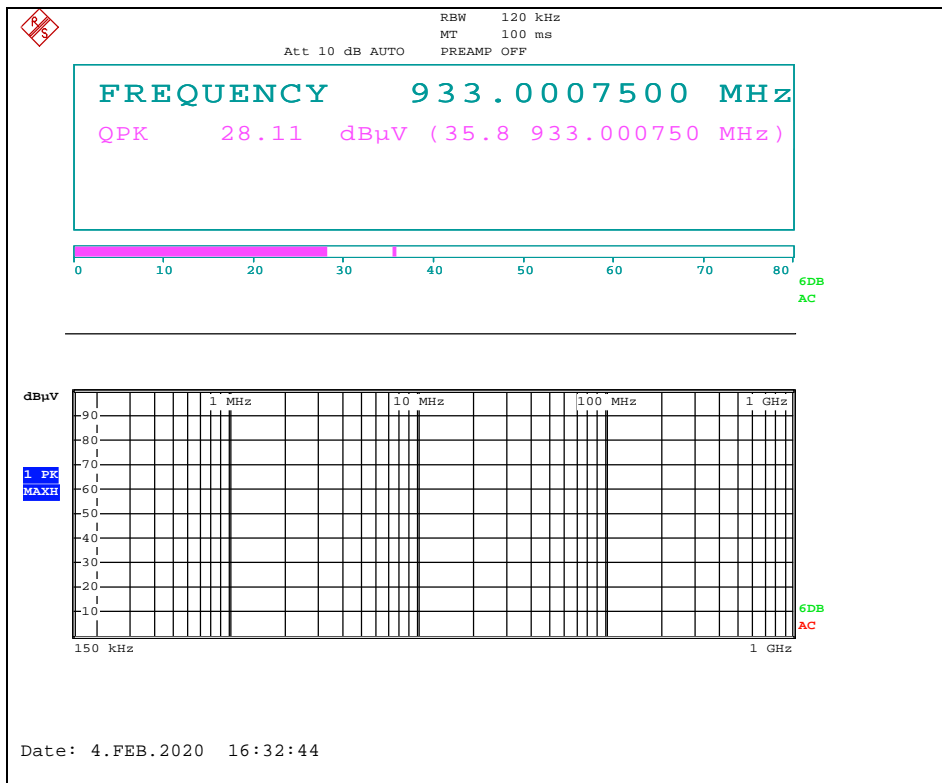 R S
RBW 120 kHz
MT 100 ms
Att 10 dB AUTO PREAMP OFF
FREQUENCY 933.0007500 MHz
QPK 28.11 dBµV (35.8 933.000750 MHz)
0 10 20 30 40 50 60 70 80
6DB
AC
dBµV
1 MHz 10 MHz 100 MHz 1 GHz
90
80
70
1 PK
MAXH
60
50
40
30
20
10
6DB
AC
150 kHz 1 GHz
Date: 4.FEB.2020 16:32:44